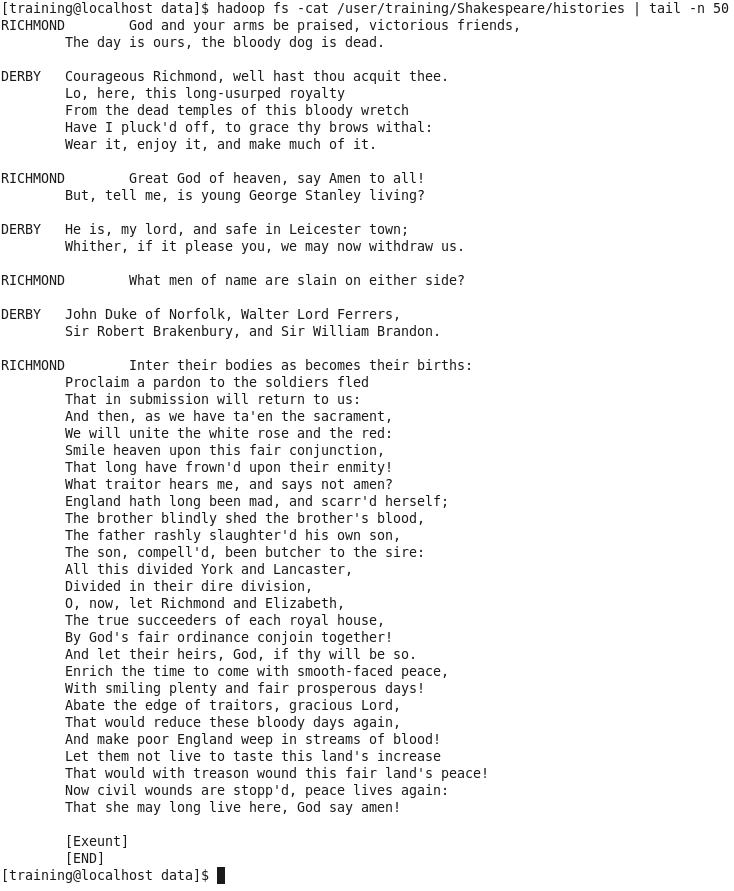 [training@localhost data]$ hadoop fs -cat /user/training/Shakespeare/histories | tail -n 50
RICHMOND        God and your arms be praised, victorious friends,
        The day is ours, the bloody dog is dead.

DERBY   Courageous Richmond, well hast thou acquit thee.
        Lo, here, this long-usurped royalty
        From the dead temples of this bloody wretch
        Have I pluck'd off, to grace thy brows withal:
        Wear it, enjoy it, and make much of it.

RICHMOND        Great God of heaven, say Amen to all!
        But, tell me, is young George Stanley living?

DERBY   He is, my lord, and safe in Leicester town;
        Whither, if it please you, we may now withdraw us.

RICHMOND        What men of name are slain on either side?

DERBY   John Duke of Norfolk, Walter Lord Ferrers,
        Sir Robert Brakenbury, and Sir William Brandon.

RICHMOND        Inter their bodies as becomes their births:
        Proclaim a pardon to the soldiers fled
        That in submission will return to us:
        And then, as we have ta'en the sacrament,
        We will unite the white rose and the red:
        Smile heaven upon this fair conjunction,
        That long have frown'd upon their enmity!
        What traitor hears me, and says not amen?
        England hath long been mad, and scarr'd herself;
        The brother blindly shed the brother's blood,
        The father rashly slaughter'd his own son,
        The son, compell'd, been butcher to the sire:
        All this divided York and Lancaster,
        Divided in their dire division,
        O, now, let Richmond and Elizabeth,
        The true succeeders of each royal house,
        By God's fair ordinance conjoin together!
        And let their heirs, God, if thy will be so.
        Enrich the time to come with smooth-faced peace,
        With smiling plenty and fair prosperous days!
        Abate the edge of traitors, gracious Lord,
        That would reduce these bloody days again,
        And make poor England weep in streams of blood!
        Let them not live to taste this land's increase
        That would with treason wound this fair land's peace!
        Now civil wounds are stopp'd, peace lives again:
        That she may long live here, God say amen!

        [Exeunt]
        [END]
[training@localhost data]$